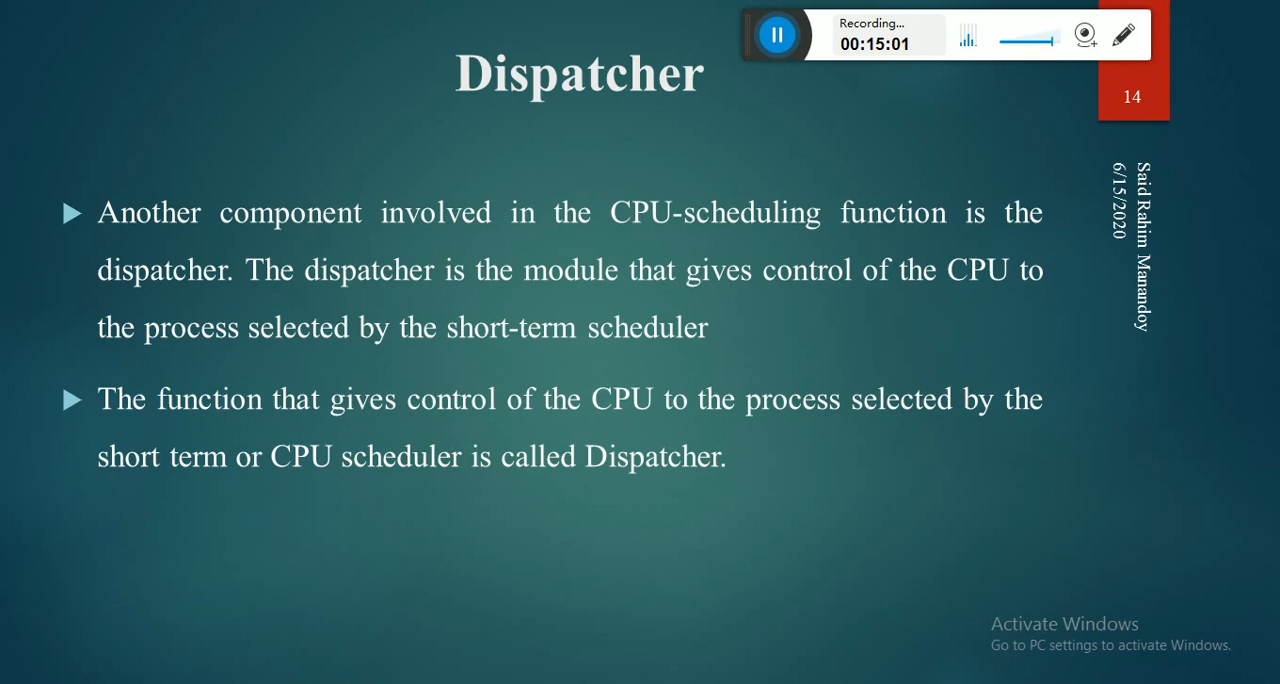 Recording...
00:15:01
Dispatcher
14
Said Rahim Manandoy
6/15/2020
Another component involved in the CPU-scheduling function is the
dispatcher. The dispatcher is the module that gives control of the CPU to
the process selected by the short-term scheduler
The function that gives control of the CPU to the process selected by the
short term or CPU scheduler is called Dispatcher.
Activate Windows
Go to PC settings to activate Windows.